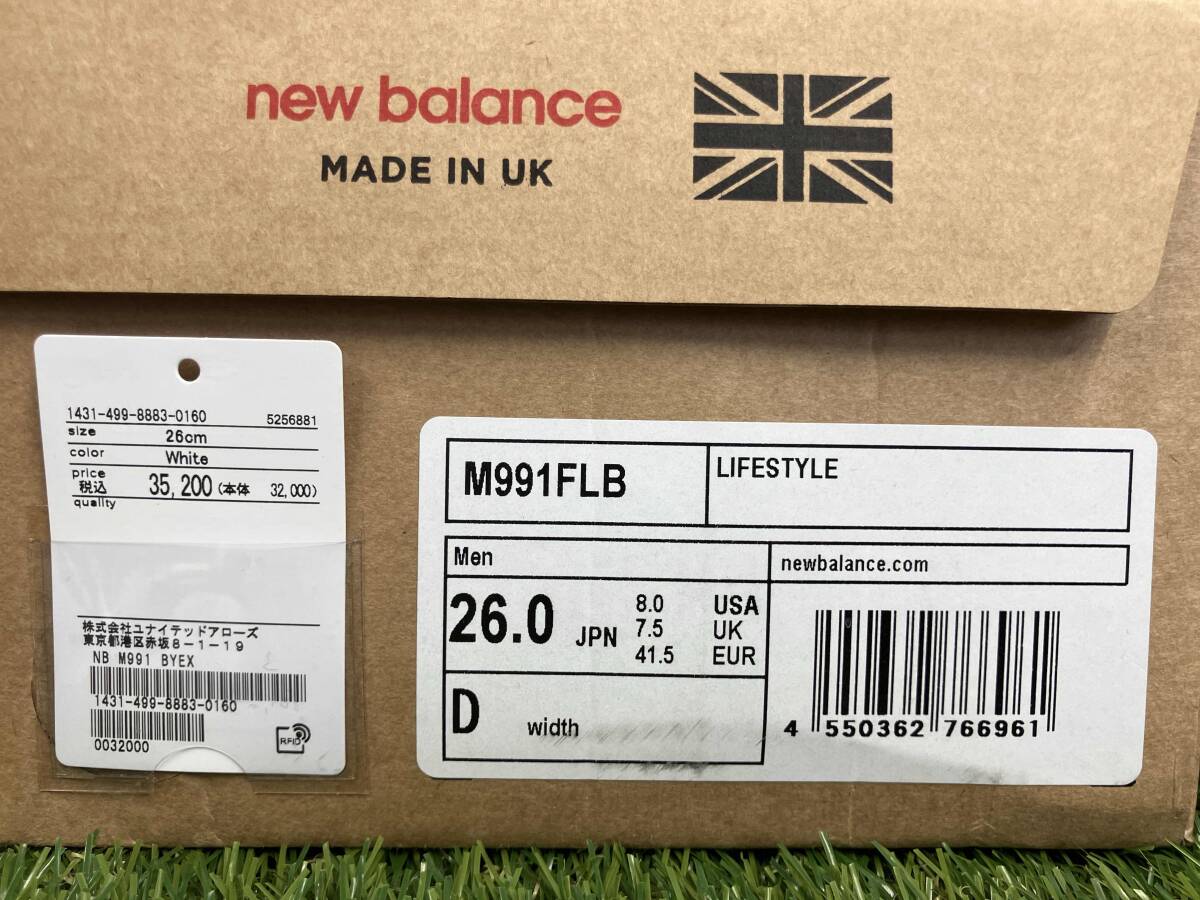 new balance
MADE IN UK
1431-499-8883-0160 5256881
size 26cm
color White
price
税込 35,200 (本体 32,000)
quality
株式会社ユナイテッドアローズ
東京都港区赤坂8-1-19
NB M991 BYEX
1431-499-8883-0160
0032000
RFID
M991FLB LIFESTYLE
Men
newbalance.com
26.0 JPN
8.0 USA
7.5 UK
41.5 EUR
D width
4 550362 766961